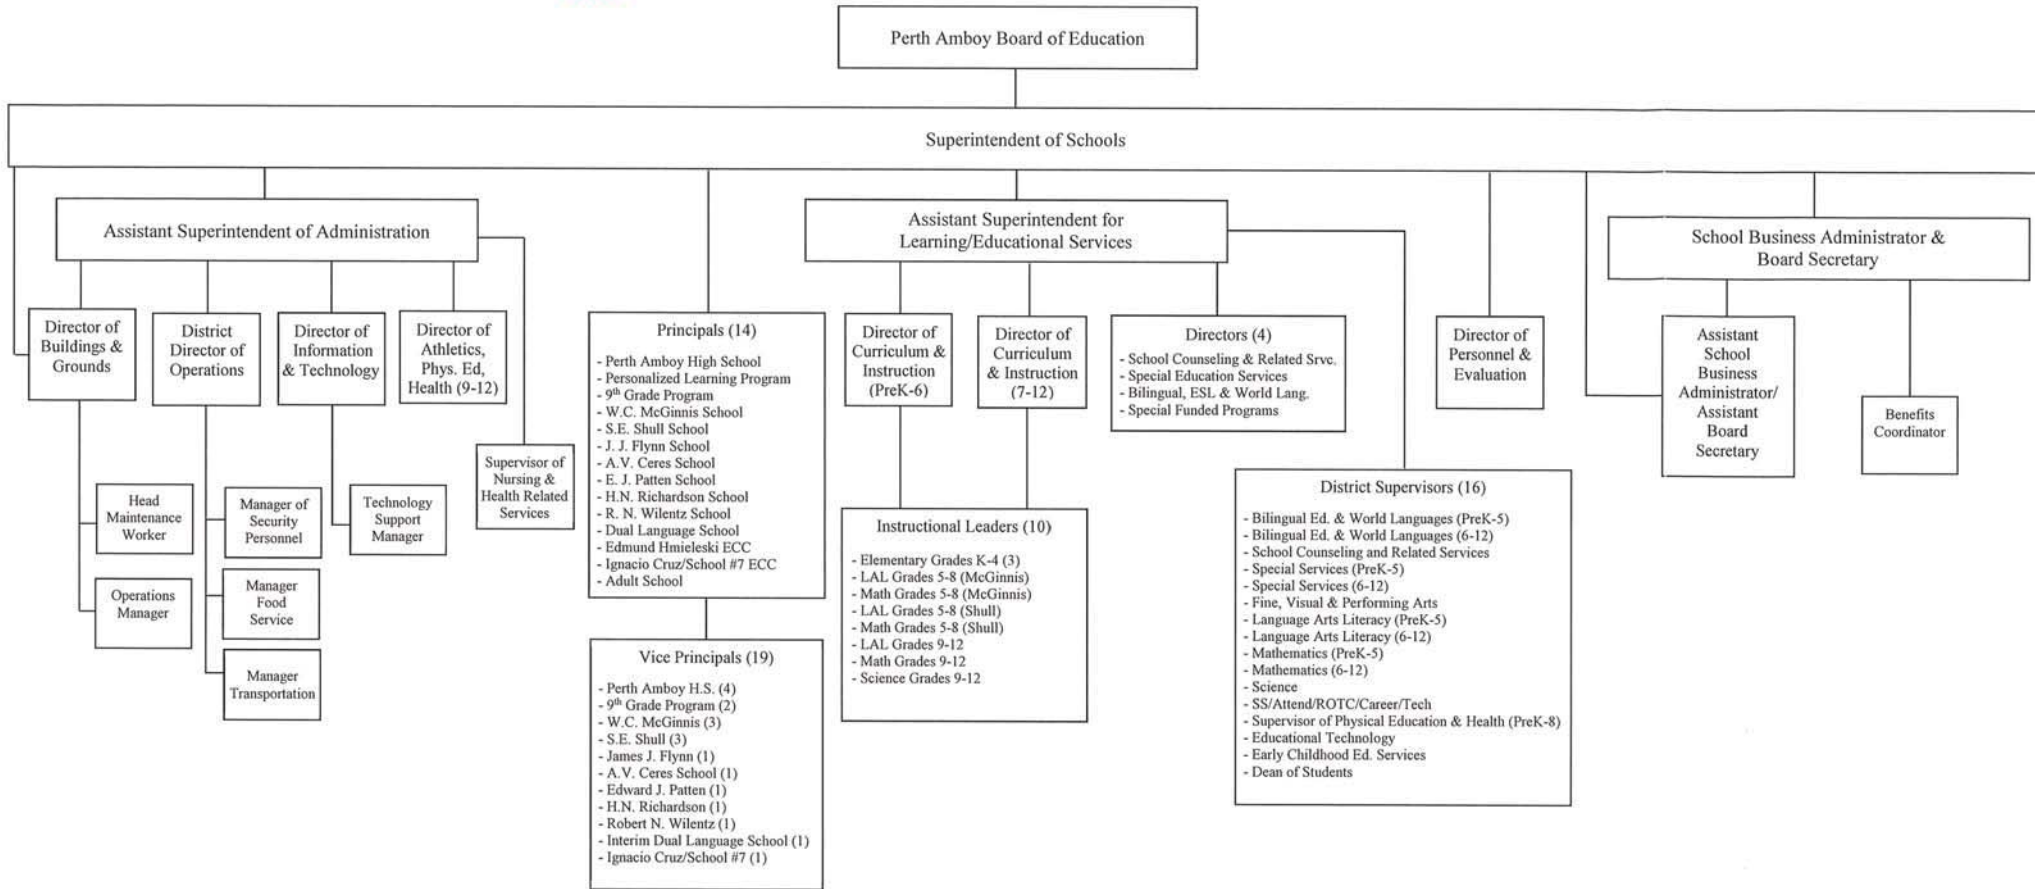 Perth Amboy Board of Education
Superintendent of Schools
Assistant Superintendent of Administration
Assistant Superintendent for
Learning/Educational Services
School Business Administrator &
Board Secretary
Director of
Buildings &
Grounds
District
Director of
Operations
Director of
Information
& Technology
Director of
Athletics,
Phys. Ed,
Health (9-12)
Supervisor of
Nursing &
Health Related
Services
Head
Maintenance
Worker
Operations
Manager
Manager of
Security
Personnel
Manager
Food
Service
Manager
Transportation
Technology
Support
Manager
Principals (14)
- Perth Amboy High School
- Personalized Learning Program
- 9th Grade Program
- W.C. McGinnis School
- S.E. Shull School
- J. J. Flynn School
- A.V. Ceres School
- E. J. Patten School
- H.N. Richardson School
- R. N. Wilentz School
- Dual Language School
- Edmund Hmieleski ECC
- Ignacio Cruz/School #7 ECC
- Adult School
Vice Principals (19)
- Perth Amboy H.S. (4)
- 9th Grade Program (2)
- W.C. McGinnis (3)
- S.E. Shull (3)
- James J. Flynn (1)
- A.V. Ceres School (1)
- Edward J. Patten (1)
- H.N. Richardson (1)
- Robert N. Wilentz (1)
- Interim Dual Language School (1)
- Ignacio Cruz/School #7 (1)
Director of
Curriculum &
Instruction
(PreK-6)
Director of
Curriculum
& Instruction
(7-12)
Instructional Leaders (10)
- Elementary Grades K-4 (3)
- LAL Grades 5-8 (McGinnis)
- Math Grades 5-8 (McGinnis)
- LAL Grades 5-8 (Shull)
- Math Grades 5-8 (Shull)
- LAL Grades 9-12
- Math Grades 9-12
- Science Grades 9-12
Directors (4)
- School Counseling & Related Srvc.
- Special Education Services
- Bilingual, ESL & World Lang.
- Special Funded Programs
District Supervisors (16)
- Bilingual Ed. & World Languages (PreK-5)
- Bilingual Ed. & World Languages (6-12)
- School Counseling and Related Services
- Special Services (PreK-5)
- Special Services (6-12)
- Fine, Visual & Performing Arts
- Language Arts Literacy (PreK-5)
- Language Arts Literacy (6-12)
- Mathematics (PreK-5)
- Mathematics (6-12)
- Science
- SS/Attend/ROTC/Career/Tech
- Supervisor of Physical Education & Health (PreK-8)
- Educational Technology
- Early Childhood Ed. Services
- Dean of Students
Director of
Personnel &
Evaluation
Assistant
School
Business
Administrator/
Assistant
Board
Secretary
Benefits
Coordinator